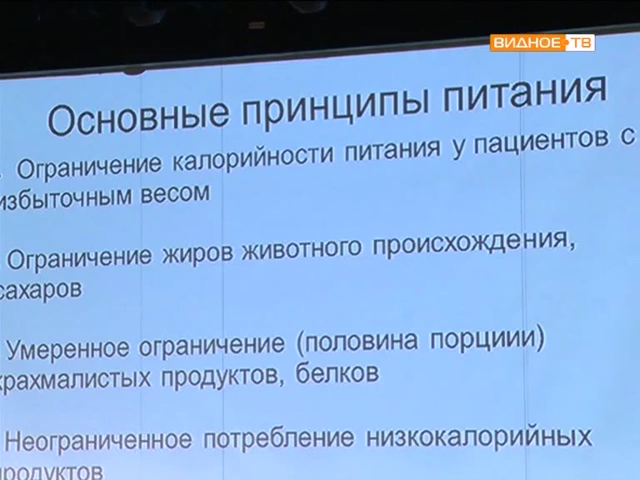 ВИДНОЕ ТВ
Основные принципы питания
Ограничение калорийности питания у пациентов с
избыточным весом
Ограничение жиров животного происхождения,
сахаров
Умеренное ограничение (половина порциии)
крахмалистых продуктов, белков
Неограниченное потребление низкокалорийных
продуктов